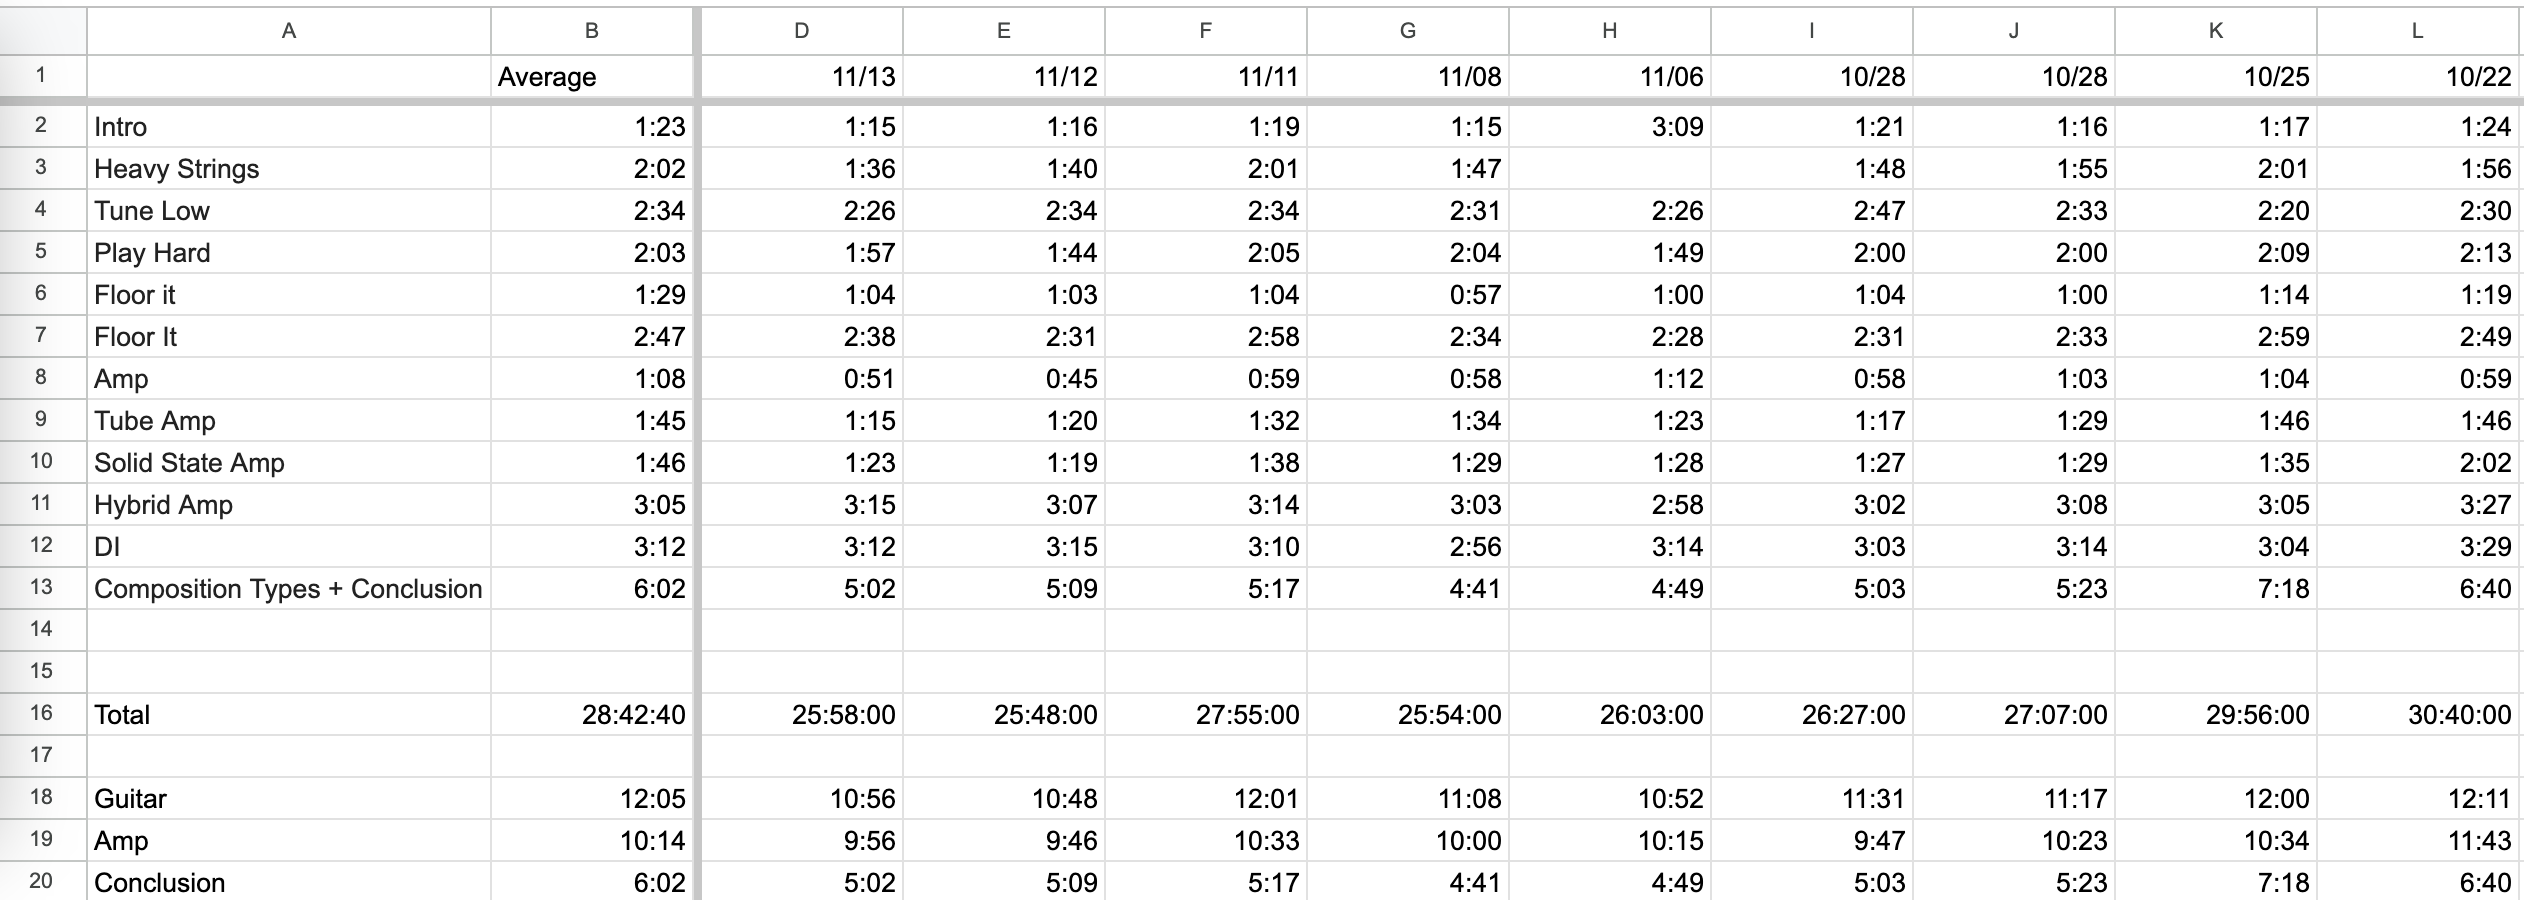 A B D E F G H I J K L
1 Average 11/13 11/12 11/11 11/08 11/06 10/28 10/28 10/25 10/22
2 Intro 1:23 1:15 1:16 1:19 1:15 3:09 1:21 1:16 1:17 1:24
3 Heavy Strings 2:02 1:36 1:40 2:01 1:47 1:48 1:55 2:01 1:56
4 Tune Low 2:34 2:26 2:34 2:34 2:31 2:26 2:47 2:33 2:20 2:30
5 Play Hard 2:03 1:57 1:44 2:05 2:04 1:49 2:00 2:00 2:09 2:13
6 Floor it 1:29 1:04 1:03 1:04 0:57 1:00 1:04 1:00 1:14 1:19
7 Floor It 2:47 2:38 2:31 2:58 2:34 2:28 2:31 2:33 2:59 2:49
8 Amp 1:08 0:51 0:45 0:59 0:58 1:12 0:58 1:03 1:04 0:59
9 Tube Amp 1:45 1:15 1:20 1:32 1:34 1:23 1:17 1:29 1:46 1:46
10 Solid State Amp 1:46 1:23 1:19 1:38 1:29 1:28 1:27 1:29 1:35 2:02
11 Hybrid Amp 3:05 3:15 3:07 3:14 3:03 2:58 3:02 3:08 3:05 3:27
12 DI 3:12 3:12 3:15 3:10 2:56 3:14 3:03 3:14 3:04 3:29
13 Composition Types + Conclusion 6:02 5:02 5:09 5:17 4:41 4:49 5:03 5:23 7:18 6:40
14
15
16 Total 28:42:40 25:58:00 25:48:00 27:55:00 25:54:00 26:03:00 26:27:00 27:07:00 29:56:00 30:40:00
17
18 Guitar 12:05 10:56 10:48 12:01 11:08 10:52 11:31 11:17 12:00 12:11
19 Amp 10:14 9:56 9:46 10:33 10:00 10:15 9:47 10:23 10:34 11:43
20 Conclusion 6:02 5:02 5:09 5:17 4:41 4:49 5:03 5:23 7:18 6:40